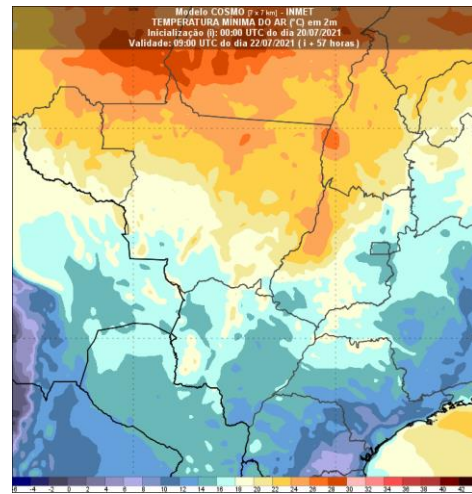 Modelo COSMO [7 x 7 km] - INMET
TEMPERATURA MÍNIMA DO AR (°C) em 2m
Inicialização (i): 00:00 UTC do dia 20/07/2021
Validade: 09:00 UTC do dia 22/07/2021 ( i + 57 horas )
-6 -4 -2 0 2 4 6 8 10 12 14 16 18 20 22 24 26 28 30 32 34 36 38 40 42